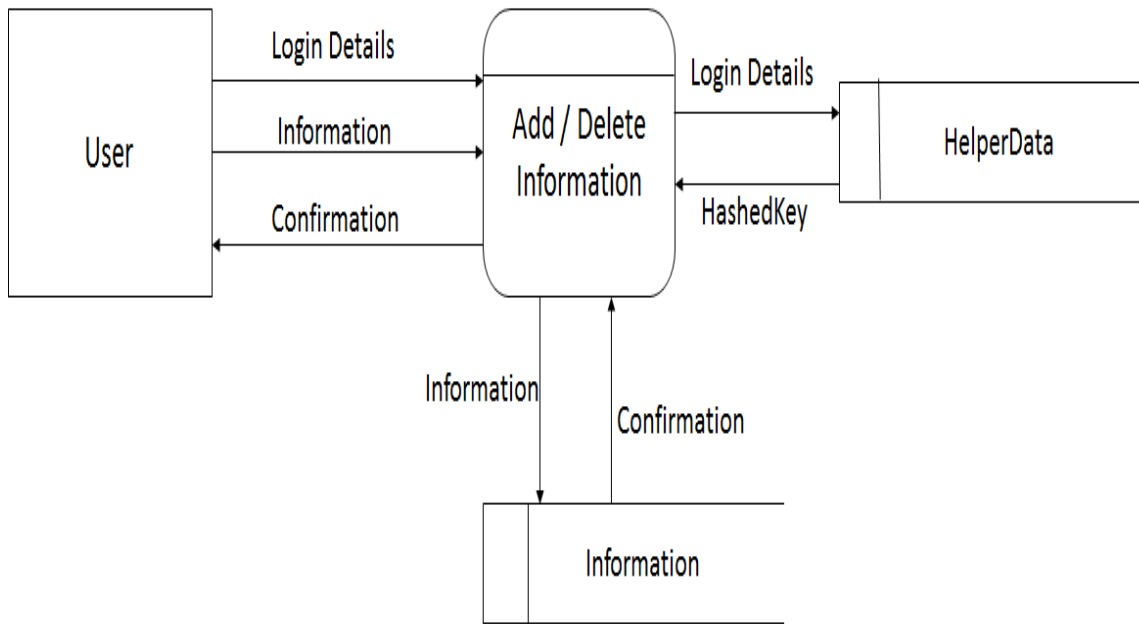 Login Details
Login Details
User
Information
Add / Delete
Information
HelperData
Confirmation
HashedKey
Information
Confirmation
Information